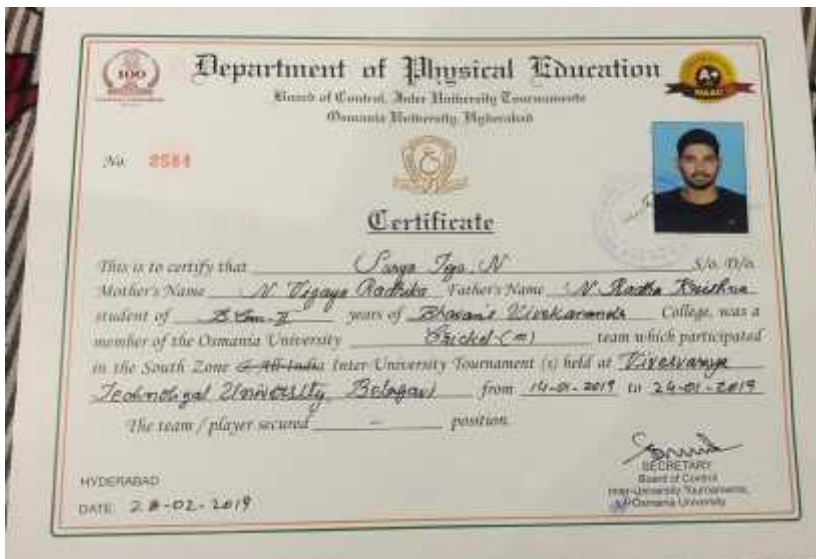 100
Department of Physical Education
A+
NAAC
Board of Control, Inter University Tournaments
Osmania University, Hyderabad
No. 3584
Certificate
This is to certify that Surya Teja. N S/o. D/o.
Mother's Name N. Vijaya Radhika Father's Name N. Radha Krishna
student of B.Com-II years of Bhavan's Vivekananda College, was a
member of the Osmania University Cricket (m) team which participated
in the South Zone & All India Inter University Tournament (s) held at
University Belagavi from 14-01-2019 to 24-01-2019
The team / player secured – position.
SECRETARY
Board of Control
Inter-University Tournaments,
Osmania University
HYDERABAD
DATE: 28-02-2019